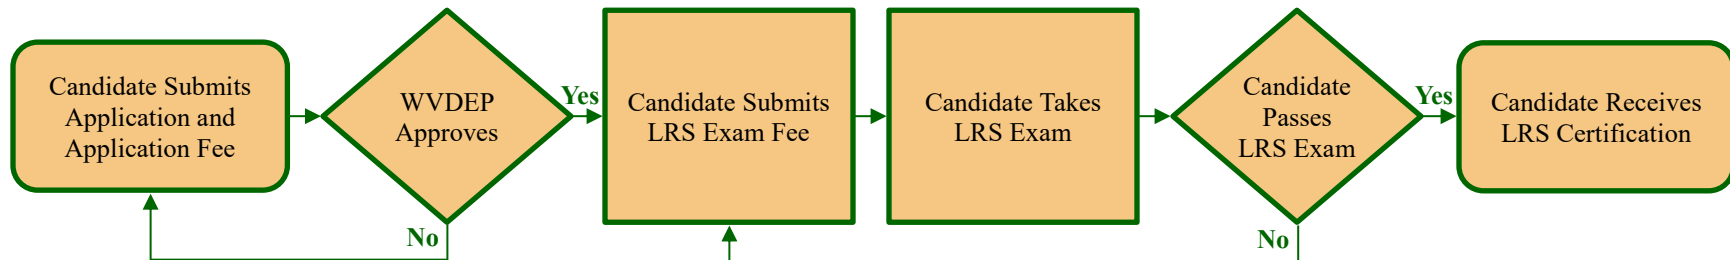 Candidate Submits
Application and
Application Fee
WVDEP
Approves
Yes
No
Candidate Submits
LRS Exam Fee
Candidate Takes
LRS Exam
Candidate
Passes
LRS Exam
Yes
No
Candidate Receives
LRS Certification